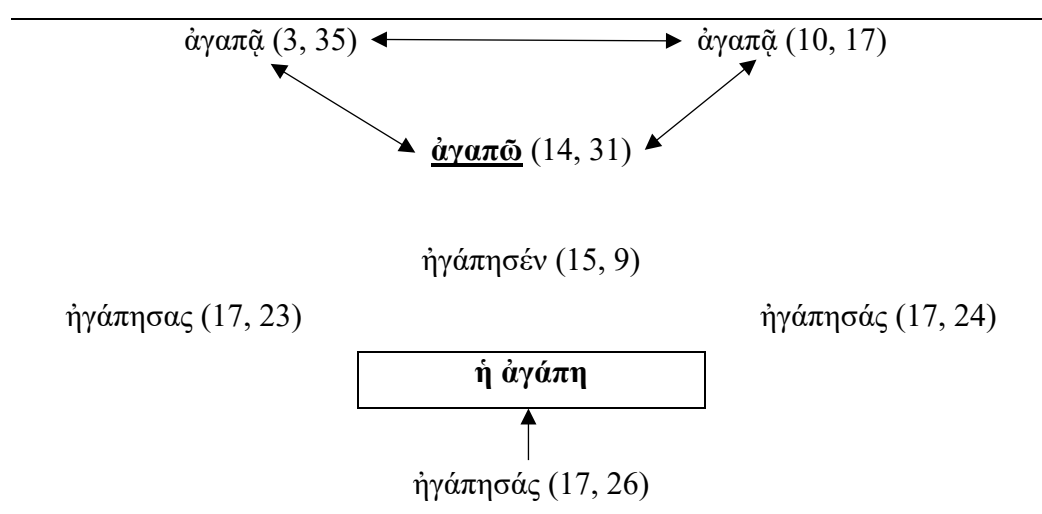 ἀγαπᾷ (3, 35) ἀγαπᾷ (10, 17)
ἀγαπῶ (14, 31)
ἠγάπησέν (15, 9)
ἠγάπησας (17, 23) ἠγάπησάς (17, 24)
ἡ ἀγάπη
ἠγάπησάς (17, 26)